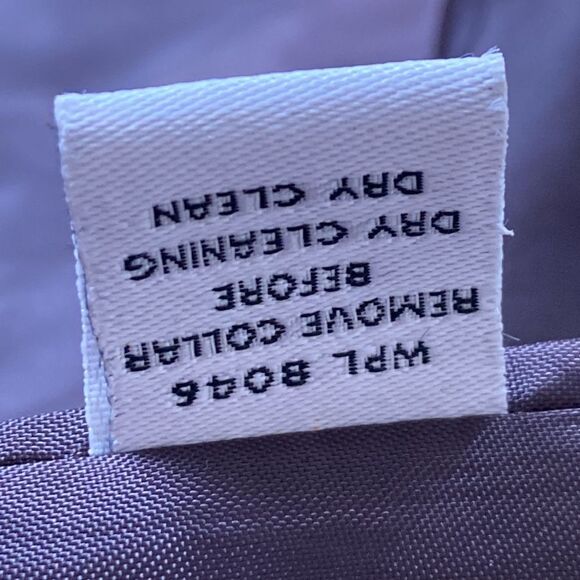 WPL 8046
REMOVE COLLAR
BEFORE
DRY CLEANING
DRY CLEAN